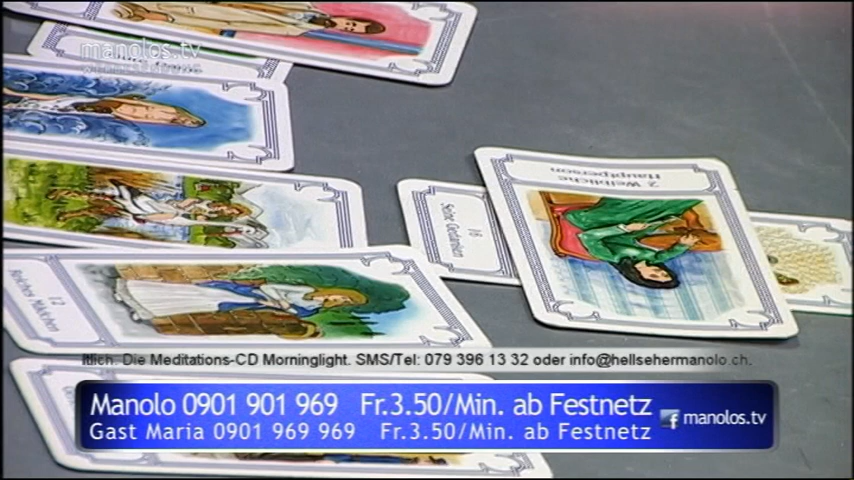 manolos.tv
2 Weibliche
Hauptperson
18
Seine Gedanken
12
Reiches Mädchen
ltlich: Die Meditations-CD Morninglight. SMS/Tel: 079 396 13 32 oder info@hellsehermanolo.ch.
Manolo 0901 901 969 Fr.3.50/Min. ab Festnetz
Gast Maria 0901 969 969 Fr.3.50/Min. ab Festnetz
f manolos.tv